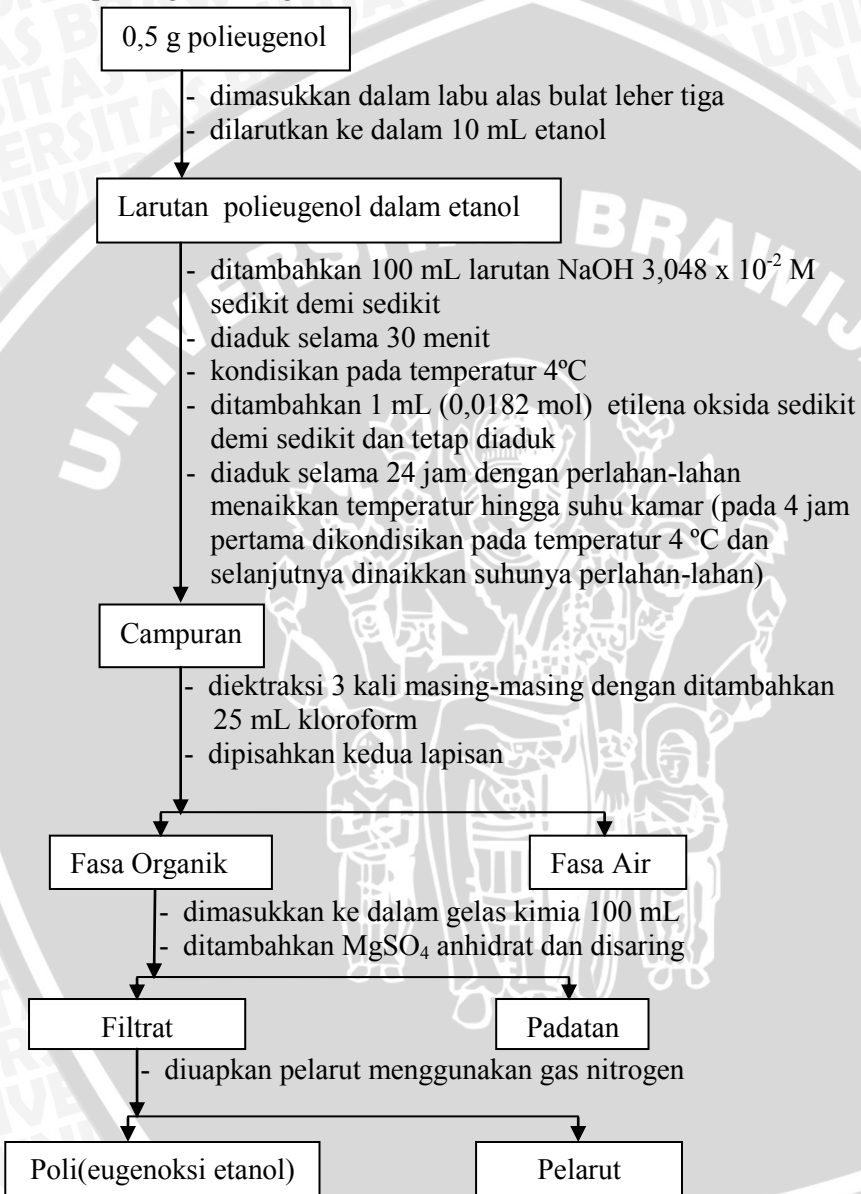 0,5 g polieugenol
- dimasukkan dalam labu alas bulat leher tiga
- dilarutkan ke dalam 10 mL etanol
Larutan polieugenol dalam etanol
- ditambahkan 100 mL larutan NaOH 3,048 x 10⁻² M
sedikit demi sedikit
- diaduk selama 30 menit
- kondisikan pada temperatur 4ºC
- ditambahkan 1 mL (0,0182 mol) etilena oksida sedikit
demi sedikit dan tetap diaduk
- diaduk selama 24 jam dengan perlahan-lahan
menaikkan temperatur hingga suhu kamar (pada 4 jam
pertama dikondisikan pada temperatur 4 ºC dan
selanjutnya dinaikkan suhunya perlahan-lahan)
Campuran
- diektraksi 3 kali masing-masing dengan ditambahkan
25 mL kloroform
- dipisahkan kedua lapisan
Fasa Organik
Fasa Air
- dimasukkan ke dalam gelas kimia 100 mL
- ditambahkan MgSO₄ anhidrat dan disaring
Filtrat
Padatan
- diuapkan pelarut menggunakan gas nitrogen
Poli(eugenoksi etanol)
Pelarut